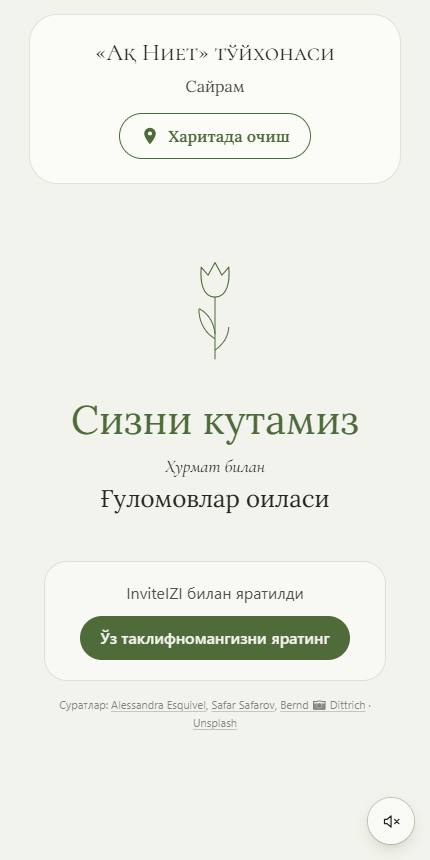 «Ақ Ниет» тўйхонаси
Сайрам
Харитада очиш
Сизни кутамиз
Хурмат билан
Ғуломовлар оиласи
InviteIZI билан яратилди
Ўз таклифномангизни яратинг
Суратлар: Alessandra Esquivel, Safar Safarov, Bernd 📷 Dittrich ·
Unsplash